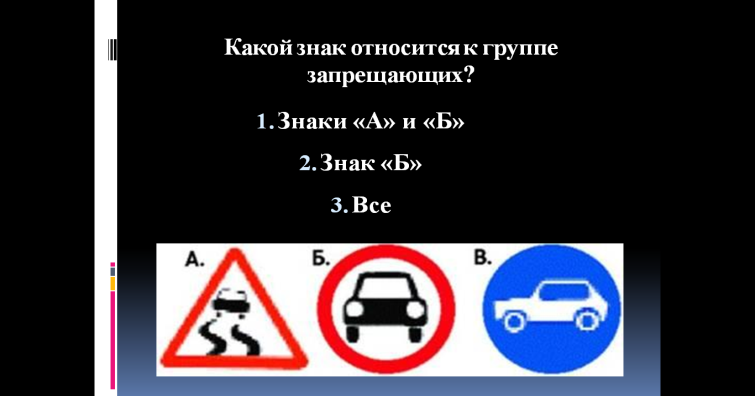 Какой знак относится к группе
запрещающих?
1. Знаки «А» и «Б»
2. Знак «Б»
3. Все
А. Б. В.